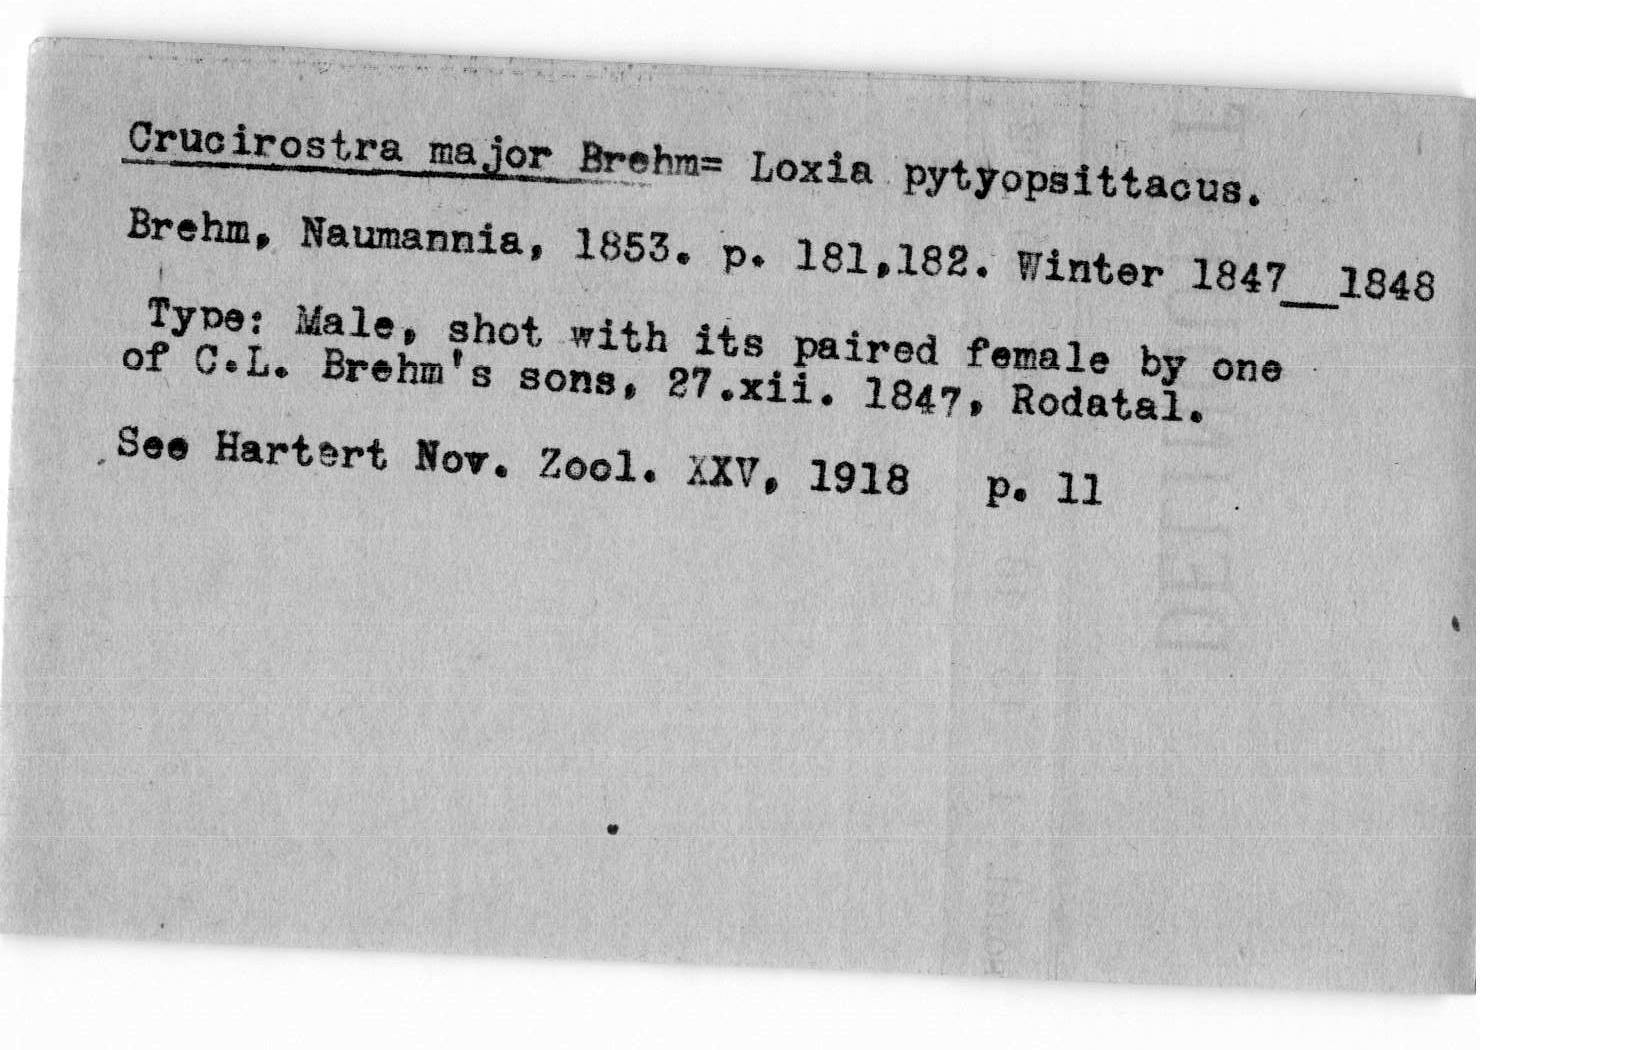 Crucirostra major Brehm= Loxia pytyopsittacus.
Brehm, Naumannia, 1853. p. 181,182. Winter 1847__1848
Type: Male, shot with its paired female by one
of C.L. Brehm's sons, 27.xii. 1847, Rodatal.
See Hartert Nov. Zool. XXV, 1918 p. 11